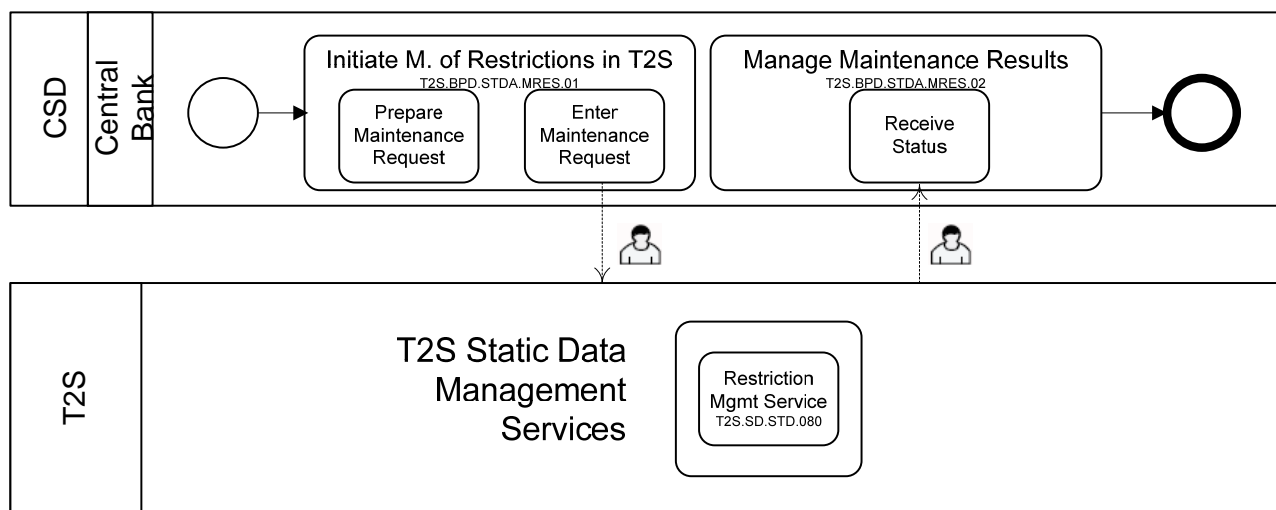 CSD
Central
Bank
Initiate M. of Restrictions in T2S
T2S.BPD.STDA.MRES.01
Prepare
Maintenance
Request
Enter
Maintenance
Request
Manage Maintenance Results
T2S.BPD.STDA.MRES.02
Receive
Status
T2S
T2S Static Data
Management
Services
Restriction
Mgmt Service
T2S.SD.STD.080